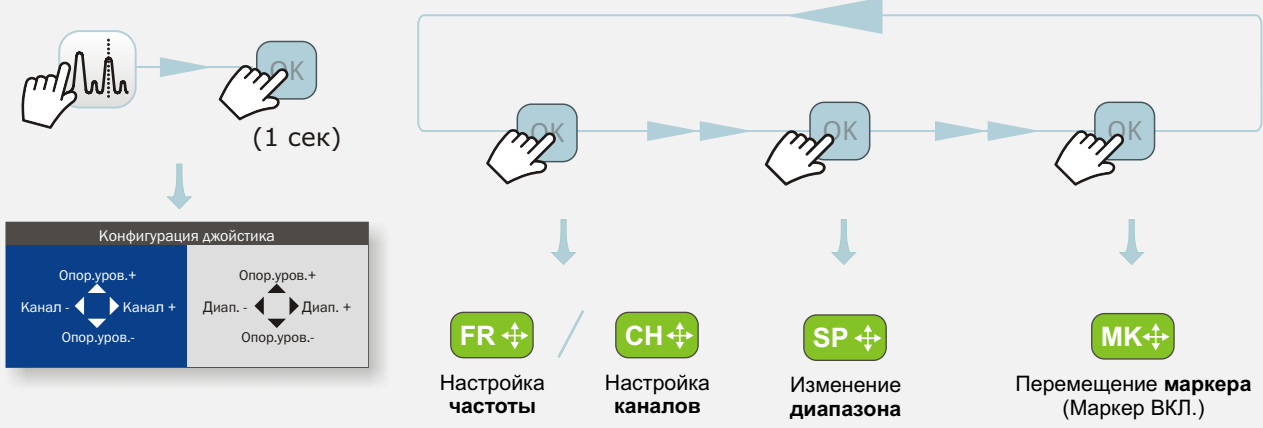 OK
(1 сек)
Конфигурация джойстика
Опор.уров.+
Канал - Канал +
Опор.уров.-
Опор.уров.+
Диап. - Диап. +
Опор.уров.-
OK
OK
OK
FR / CH
SP
MK
Настройка
частоты
Настройка
каналов
Изменение
диапазона
Перемещение маркера
(Маркер ВКЛ.)